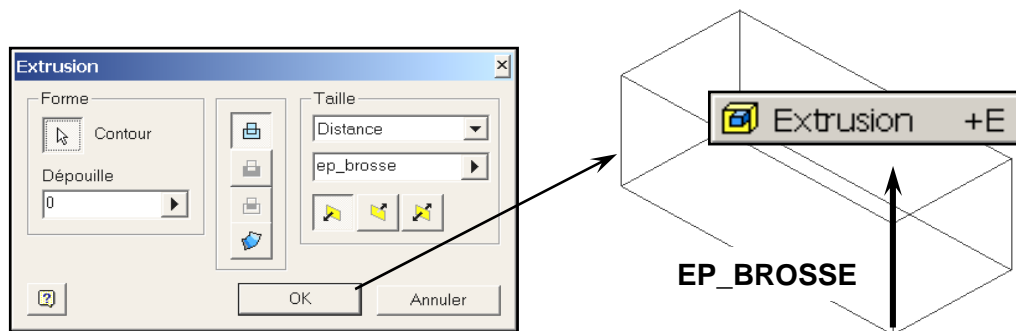 Extrusion
Forme
Contour
Dépouille
0
Taille
Distance
ep_brosse
OK
Annuler
Extrusion +E
EP_BROSSE